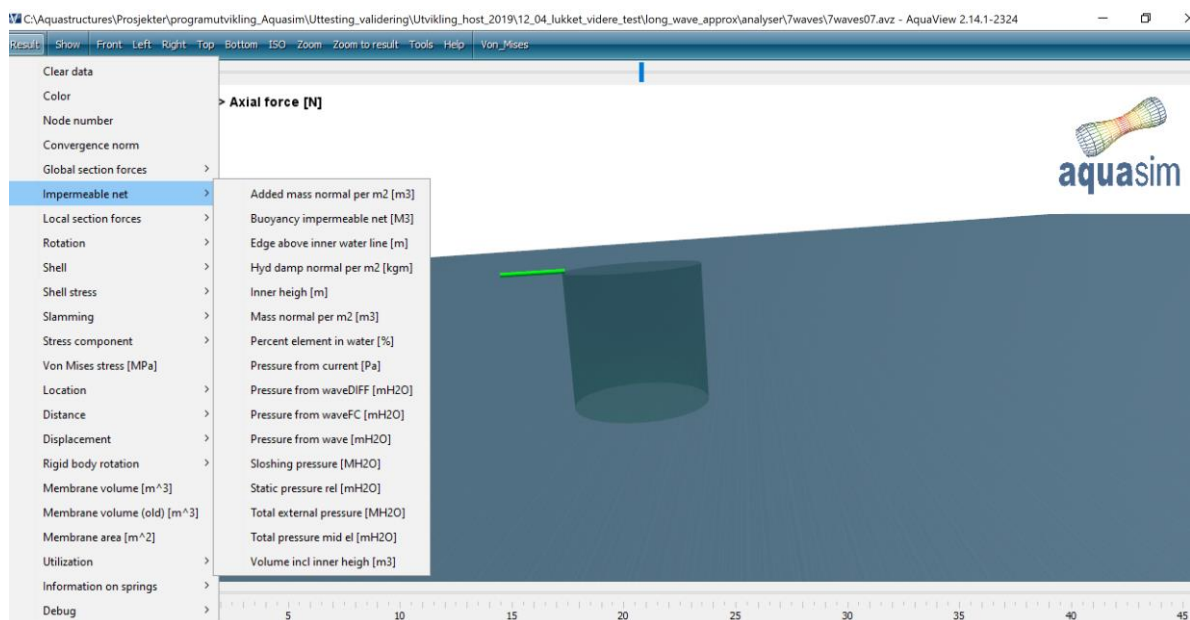 C:\Aquastructures\Prosjekter\programutvikling_Aquasim\Uttesting_validering\Utvikling_host_2019\12_04_lukket_videre_test\long_wave_approx\analyser\7waves\7waves07.avz - AquaView 2.14.1-2324
Result Show Front Left Right Top Bottom ISO Zoom Zoom to result Tools Help Von_Mises
> Axial force [N]
aquasim
Clear data
Color
Node number
Convergence norm
Global section forces >
Impermeable net >
Local section forces >
Rotation >
Shell >
Shell stress >
Slamming >
Stress component >
Von Mises stress [MPa]
Location >
Distance >
Displacement >
Rigid body rotation >
Membrane volume [m^3]
Membrane volume (old) [m^3]
Membrane area [m^2]
Utilization >
Information on springs >
Debug >
Added mass normal per m2 [m3]
Buoyancy impermeable net [M3]
Edge above inner water line [m]
Hyd damp normal per m2 [kgm]
Inner heigh [m]
Mass normal per m2 [m3]
Percent element in water [%]
Pressure from current [Pa]
Pressure from waveDIFF [mH2O]
Pressure from waveFC [mH2O]
Pressure from wave [mH2O]
Sloshing pressure [MH2O]
Static pressure rel [mH2O]
Total external pressure [MH2O]
Total pressure mid el [mH2O]
Volume incl inner heigh [m3]
5 10 15 20 25 30 35 40 45